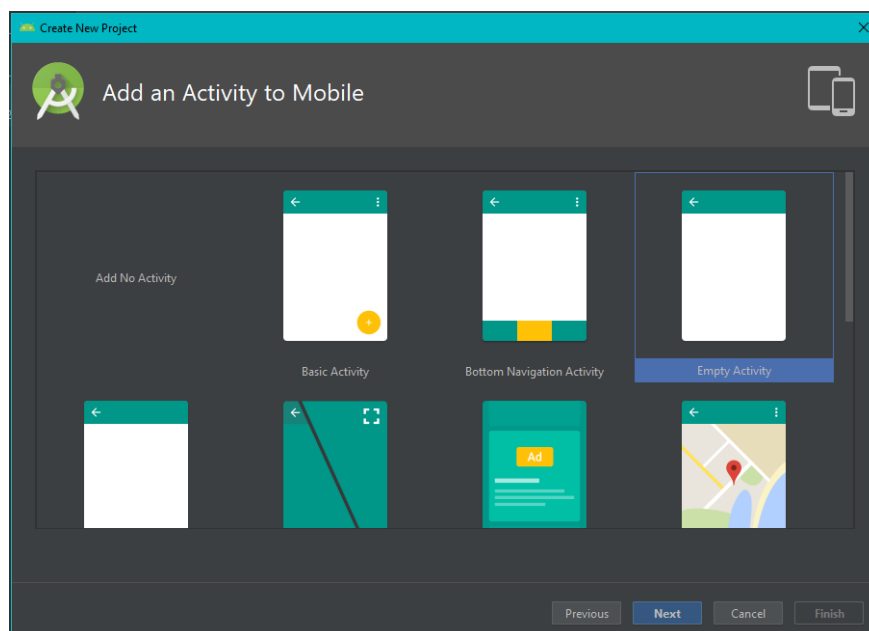 Create New Project
Add an Activity to Mobile
Add No Activity
Basic Activity
Bottom Navigation Activity
Empty Activity
Ad
Previous
Next
Cancel
Finish